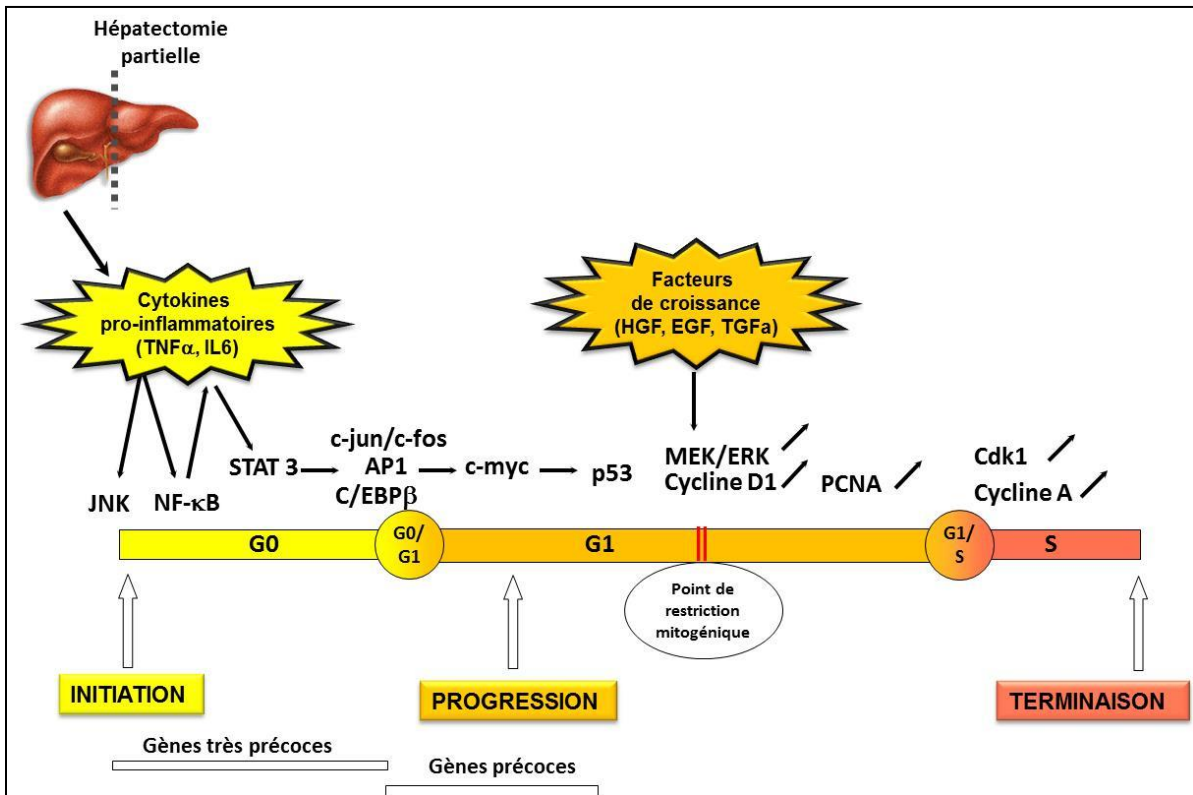 Hépatectomie
partielle
Cytokines
pro-inflammatoires
(TNFα, IL6)
Facteurs
de croissance
(HGF, EGF, TGFa)
JNK
NF-κB
STAT 3
c-jun/c-fos
AP1
C/EBPβ
c-myc
p53
MEK/ERK
Cycline D1
PCNA
Cdk1
Cycline A
G0
G0/
G1
G1
G1/
S
S
Point de
restriction
mitogénique
INITIATION
PROGRESSION
TERMINAISON
Gènes très précoces
Gènes précoces